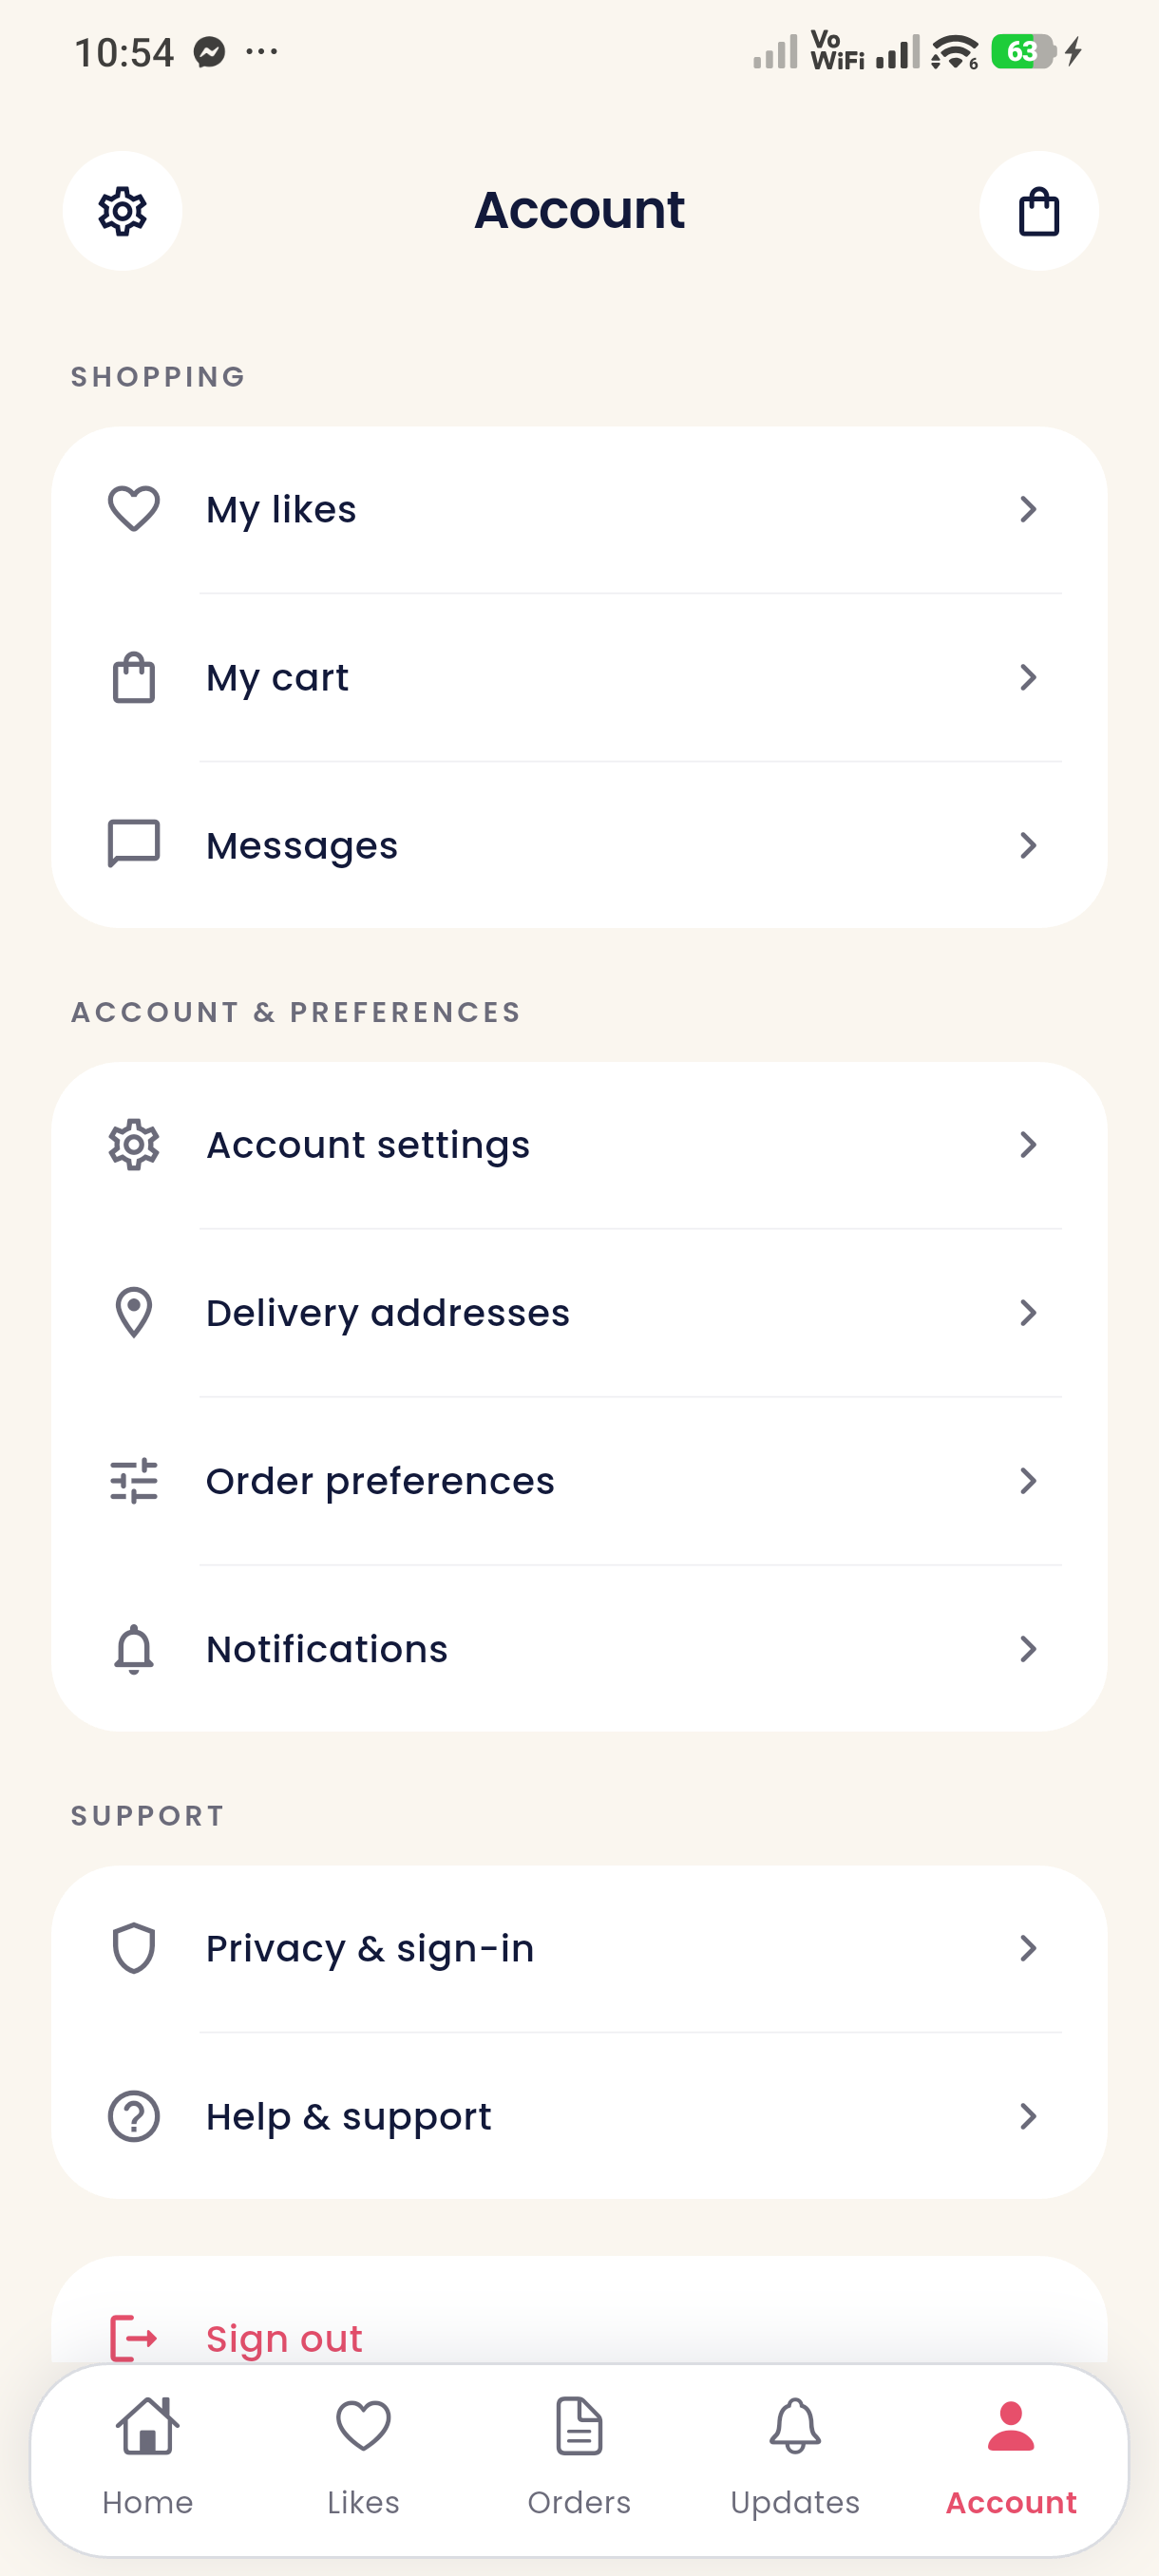 10:54
Vo
WiFi
6
63
Account
SHOPPING
My likes
My cart
Messages
ACCOUNT & PREFERENCES
Account settings
Delivery addresses
Order preferences
Notifications
SUPPORT
Privacy & sign-in
Help & support
Sign out
Home Likes Orders Updates Account